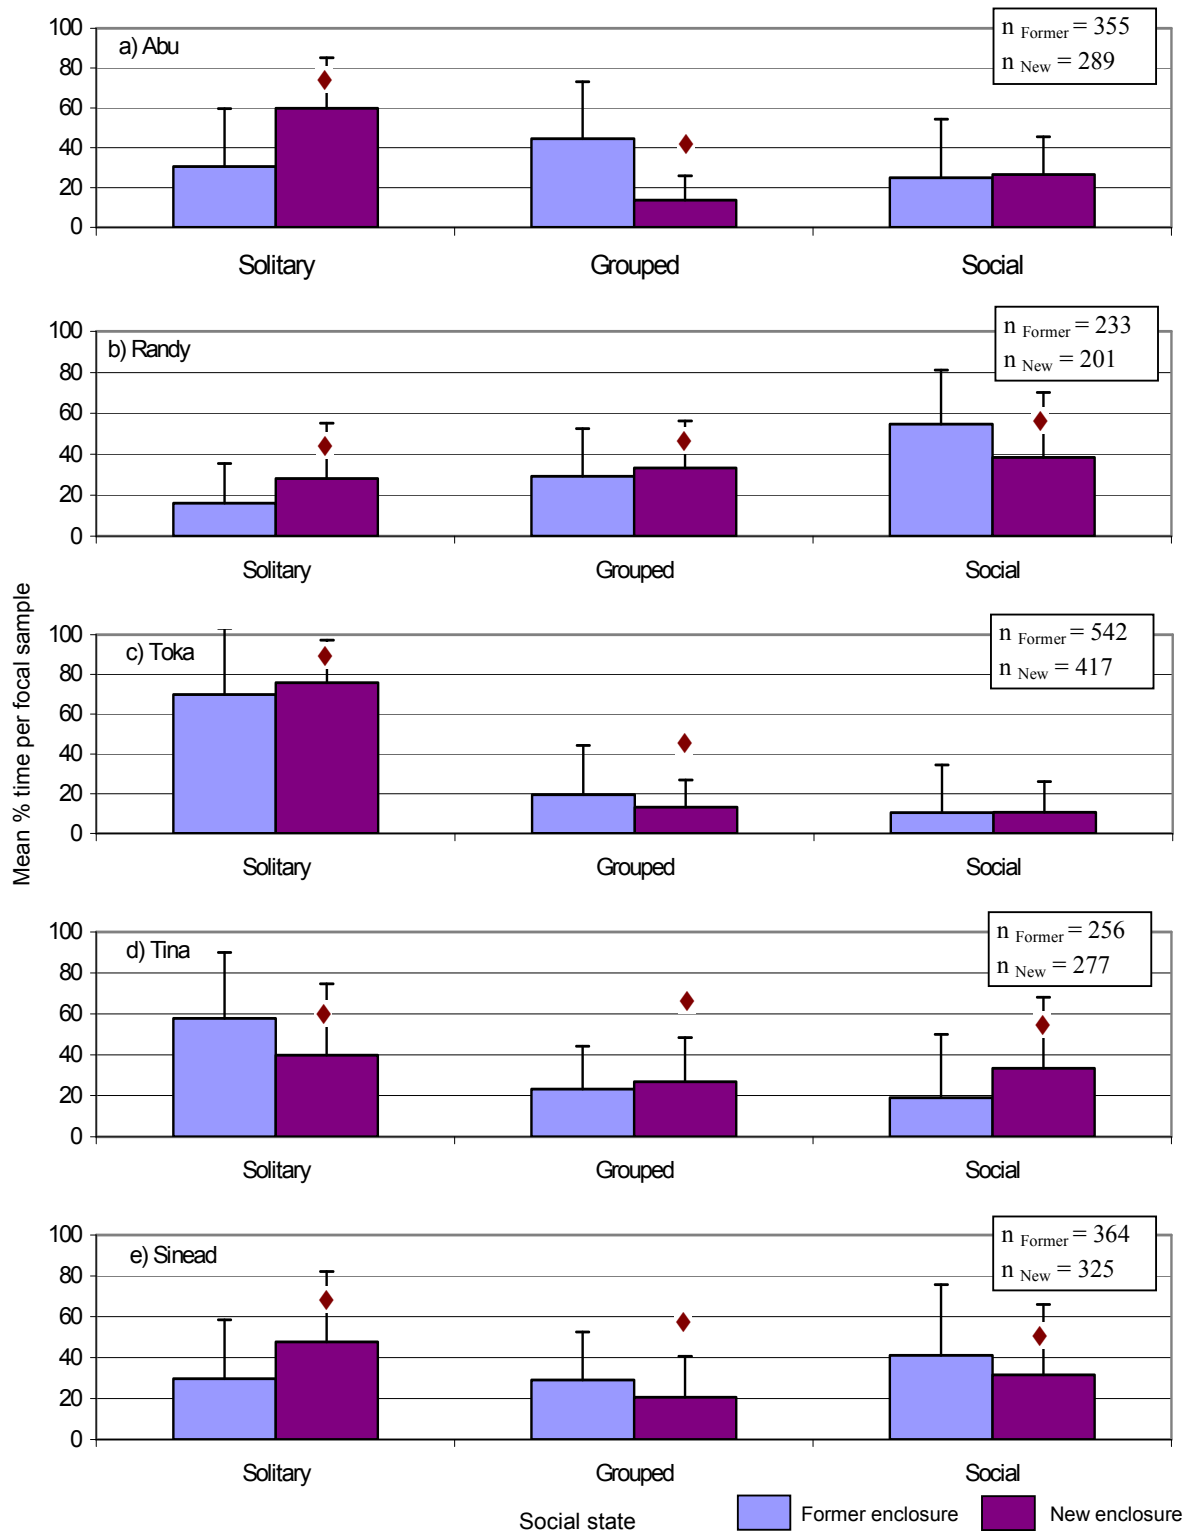 a) Abu
n Former = 355
n New = 289
100
80
60
40
20
0
Solitary Grouped Social
b) Randy
n Former = 233
n New = 201
100
80
60
40
20
0
Solitary Grouped Social
c) Toka
n Former = 542
n New = 417
100
80
60
40
20
0
Solitary Grouped Social
d) Tina
n Former = 256
n New = 277
100
80
60
40
20
0
Solitary Grouped Social
e) Sinead
n Former = 364
n New = 325
100
80
60
40
20
0
Solitary Grouped Social
Mean % time per focal sample
Social state
Former enclosure
New enclosure